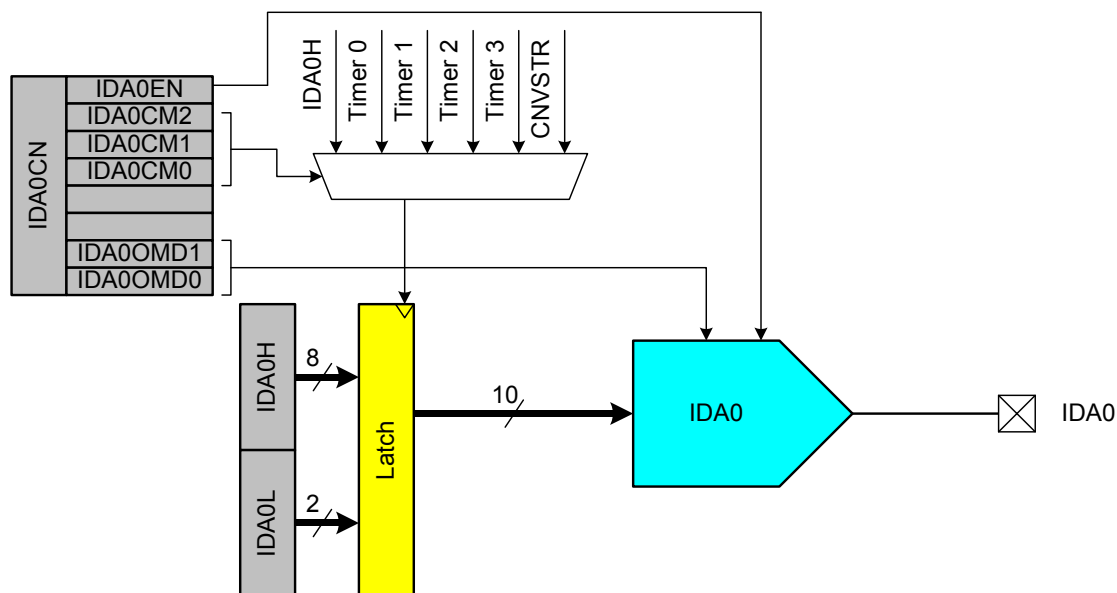 IDA0H
Timer 0
Timer 1
Timer 2
Timer 3
CNVSTR
IDA0CN
IDA0EN
IDA0CM2
IDA0CM1
IDA0CM0
IDA0OMD1
IDA0OMD0
IDA0H
8
IDA0L
2
Latch
10
IDA0
IDA0